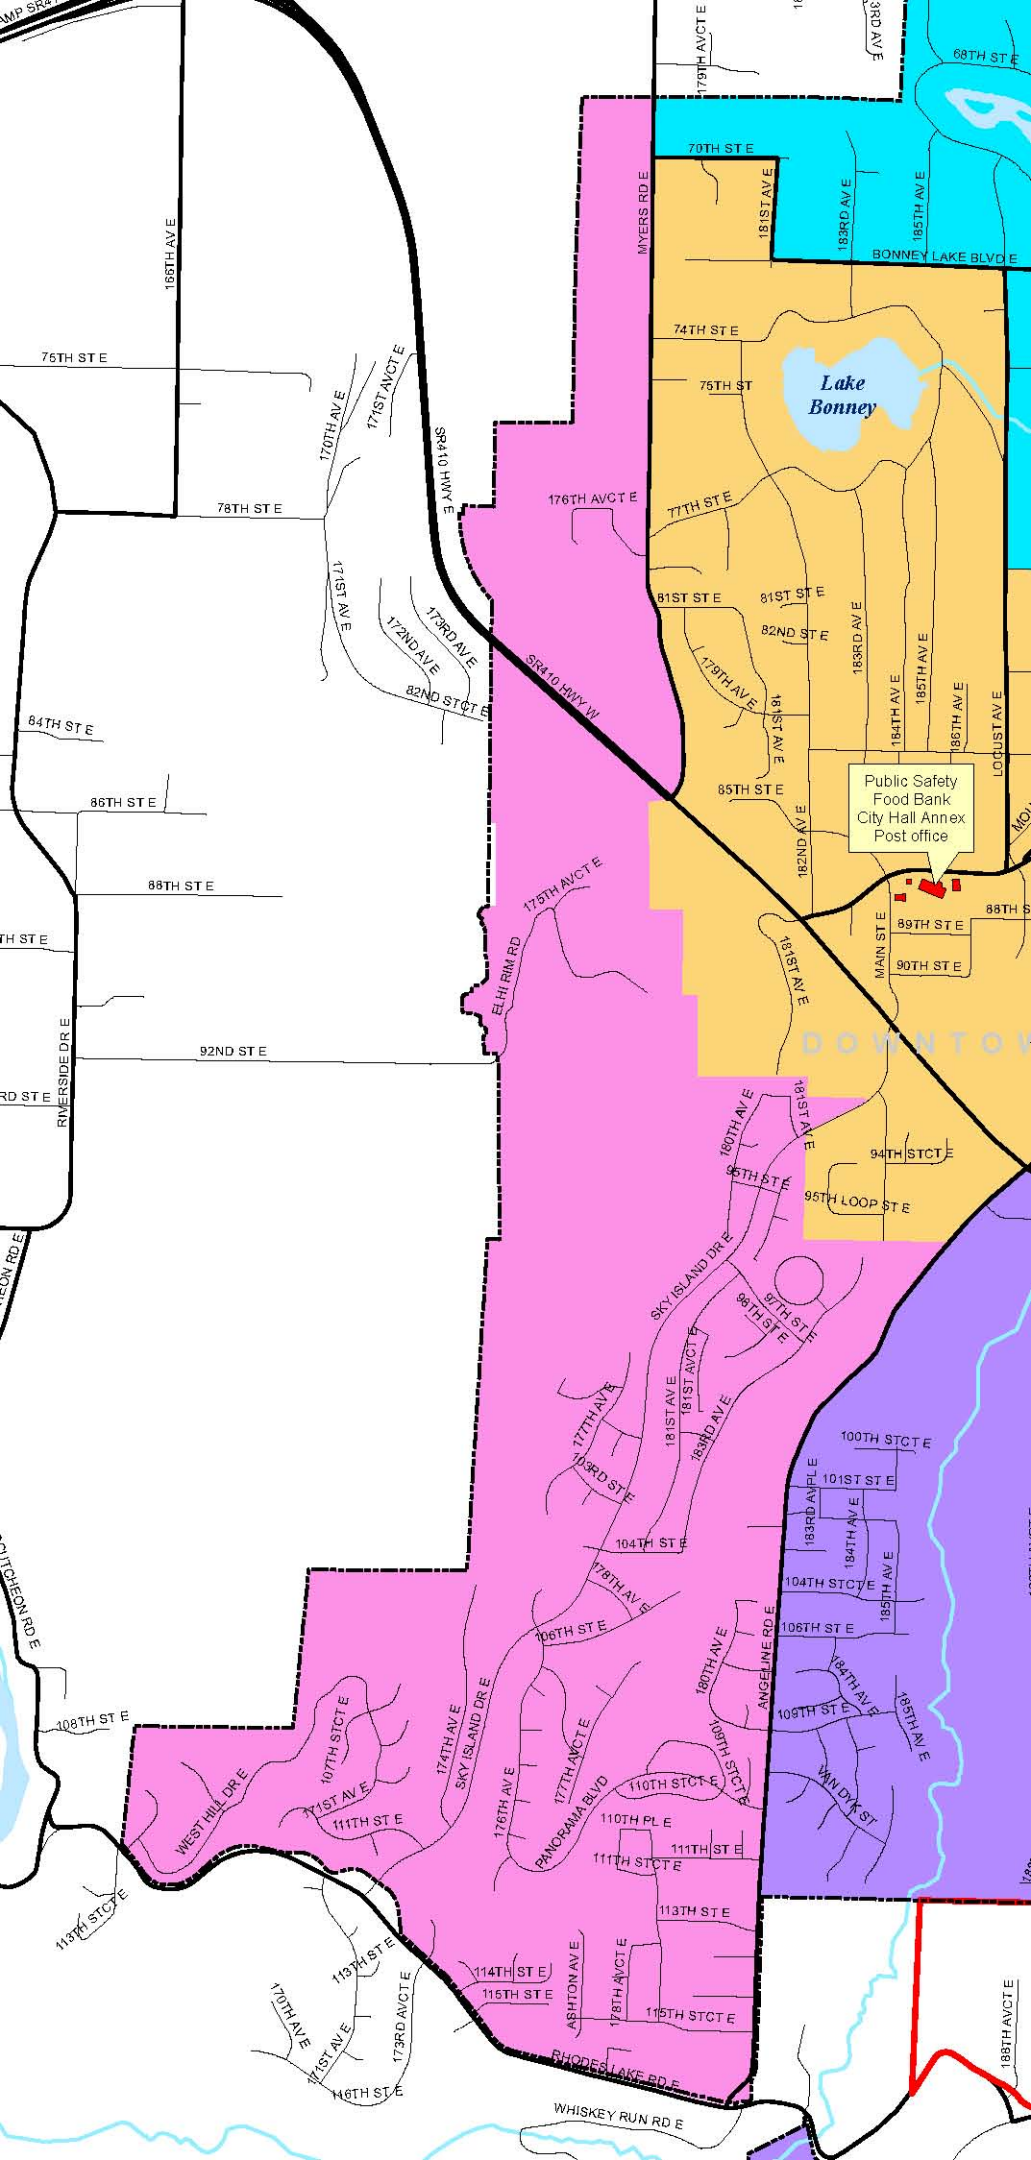 179TH AVCT E
3RD AV E
68TH ST E
70TH ST E
MYERS RD E
181ST AV E
183RD AV E
185TH AV E
BONNEY LAKE BLVD E
166TH AV E
74TH ST E
75TH ST E
75TH ST
Lake
Bonney
170TH AV E
171ST AVCT E
SR410 HWY E
176TH AVCT E
77TH ST E
78TH ST E
171ST AV E
172ND AV E
173RD AV E
81ST ST E
81ST ST E
82ND ST E
183RD AV E
185TH AV E
179TH AV E
SR410 HWY W
82ND STCT E
181ST AV E
184TH AV E
186TH AV E
LOCUST AV E
84TH ST E
86TH ST E
85TH ST E
182ND AV E
Public Safety
Food Bank
City Hall Annex
Post office
88TH ST E
175TH AVCT E
MAIN ST E
89TH ST E
88TH S
TH ST E
ELHI RIM RD
181ST AV E
90TH ST E
DOWNTOW
RIVERSIDE DR E
92ND ST E
RD ST E
180TH AV E
181ST AV E
94TH STCT E
95TH ST E
95TH LOOP ST E
SKY ISLAND DR E
97TH ST E
98TH ST E
181ST AVCT E
181ST AV E
183RD AV E
177TH AV E
103RD ST E
100TH STCT E
101ST ST E
183RD AVPL E
184TH AV E
185TH AV E
104TH ST E
104TH STCT E
178TH AV E
106TH ST E
106TH ST E
180TH AV E
ANGELINE RD E
184TH AV E
185TH AV E
109TH ST E
108TH ST E
107TH STCT E
174TH AV E
SKY ISLAND DR E
177TH AVCT E
109TH STCT E
110TH STCT E
WEST HILL DR E
171ST AV E
111TH ST E
176TH AV E
PANORAMA BLVD
110TH PL E
VAN DYK ST
111TH ST E
111TH STCT E
113TH STCT E
113TH ST E
113TH ST E
114TH ST E
115TH ST E
ASHTON AV E
178TH AVCT E
115TH STCT E
170TH AV E
171ST AV E
173RD AVCT E
116TH ST E
RHODES LAKE RD E
188TH AVCT E
WHISKEY RUN RD E